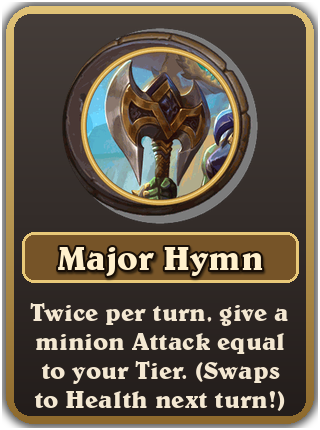 Major Hymn
Twice per turn, give a
minion Attack equal
to your Tier. (Swaps
to Health next turn!)